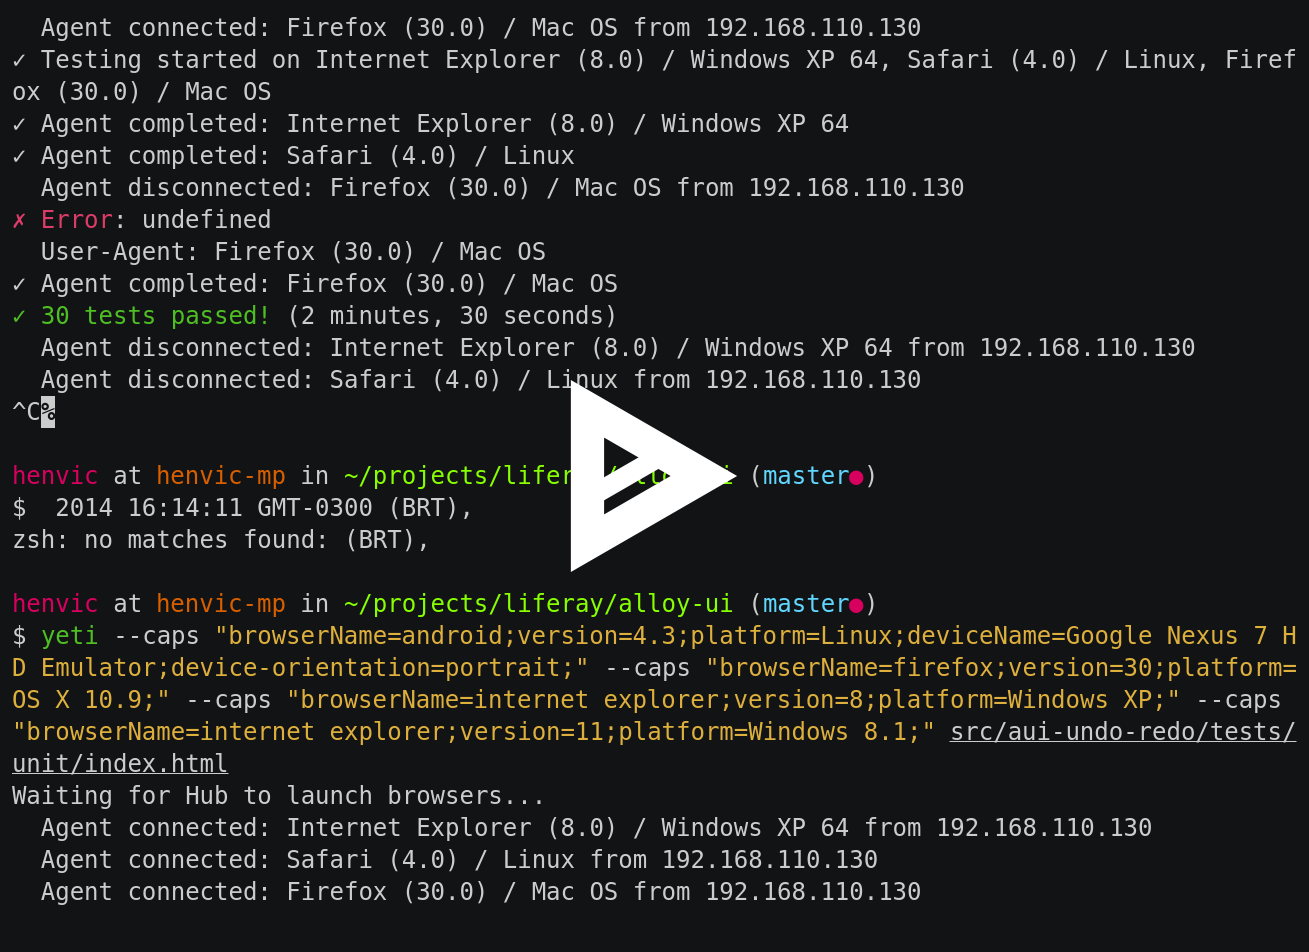 Agent connected: Firefox (30.0) / Mac OS from 192.168.110.130
✓ Testing started on Internet Explorer (8.0) / Windows XP 64, Safari (4.0) / Linux, Firef
ox (30.0) / Mac OS
✓ Agent completed: Internet Explorer (8.0) / Windows XP 64
✓ Agent completed: Safari (4.0) / Linux
Agent disconnected: Firefox (30.0) / Mac OS from 192.168.110.130
✗ Error: undefined
User-Agent: Firefox (30.0) / Mac OS
✓ Agent completed: Firefox (30.0) / Mac OS
✓ 30 tests passed! (2 minutes, 30 seconds)
Agent disconnected: Internet Explorer (8.0) / Windows XP 64 from 192.168.110.130
Agent disconnected: Safari (4.0) / Linux from 192.168.110.130
^C%
henvic at henvic-mp in ~/projects/liferay/alloy-ui (master●)
$  2014 16:14:11 GMT-0300 (BRT),
zsh: no matches found: (BRT),
henvic at henvic-mp in ~/projects/liferay/alloy-ui (master●)
$ yeti --caps "browserName=android;version=4.3;platform=Linux;deviceName=Google Nexus 7 H
D Emulator;device-orientation=portrait;" --caps "browserName=firefox;version=30;platform=
OS X 10.9;" --caps "browserName=internet explorer;version=8;platform=Windows XP;" --caps
"browserName=internet explorer;version=11;platform=Windows 8.1;" src/aui-undo-redo/tests/
unit/index.html
Waiting for Hub to launch browsers...
Agent connected: Internet Explorer (8.0) / Windows XP 64 from 192.168.110.130
Agent connected: Safari (4.0) / Linux from 192.168.110.130
Agent connected: Firefox (30.0) / Mac OS from 192.168.110.130